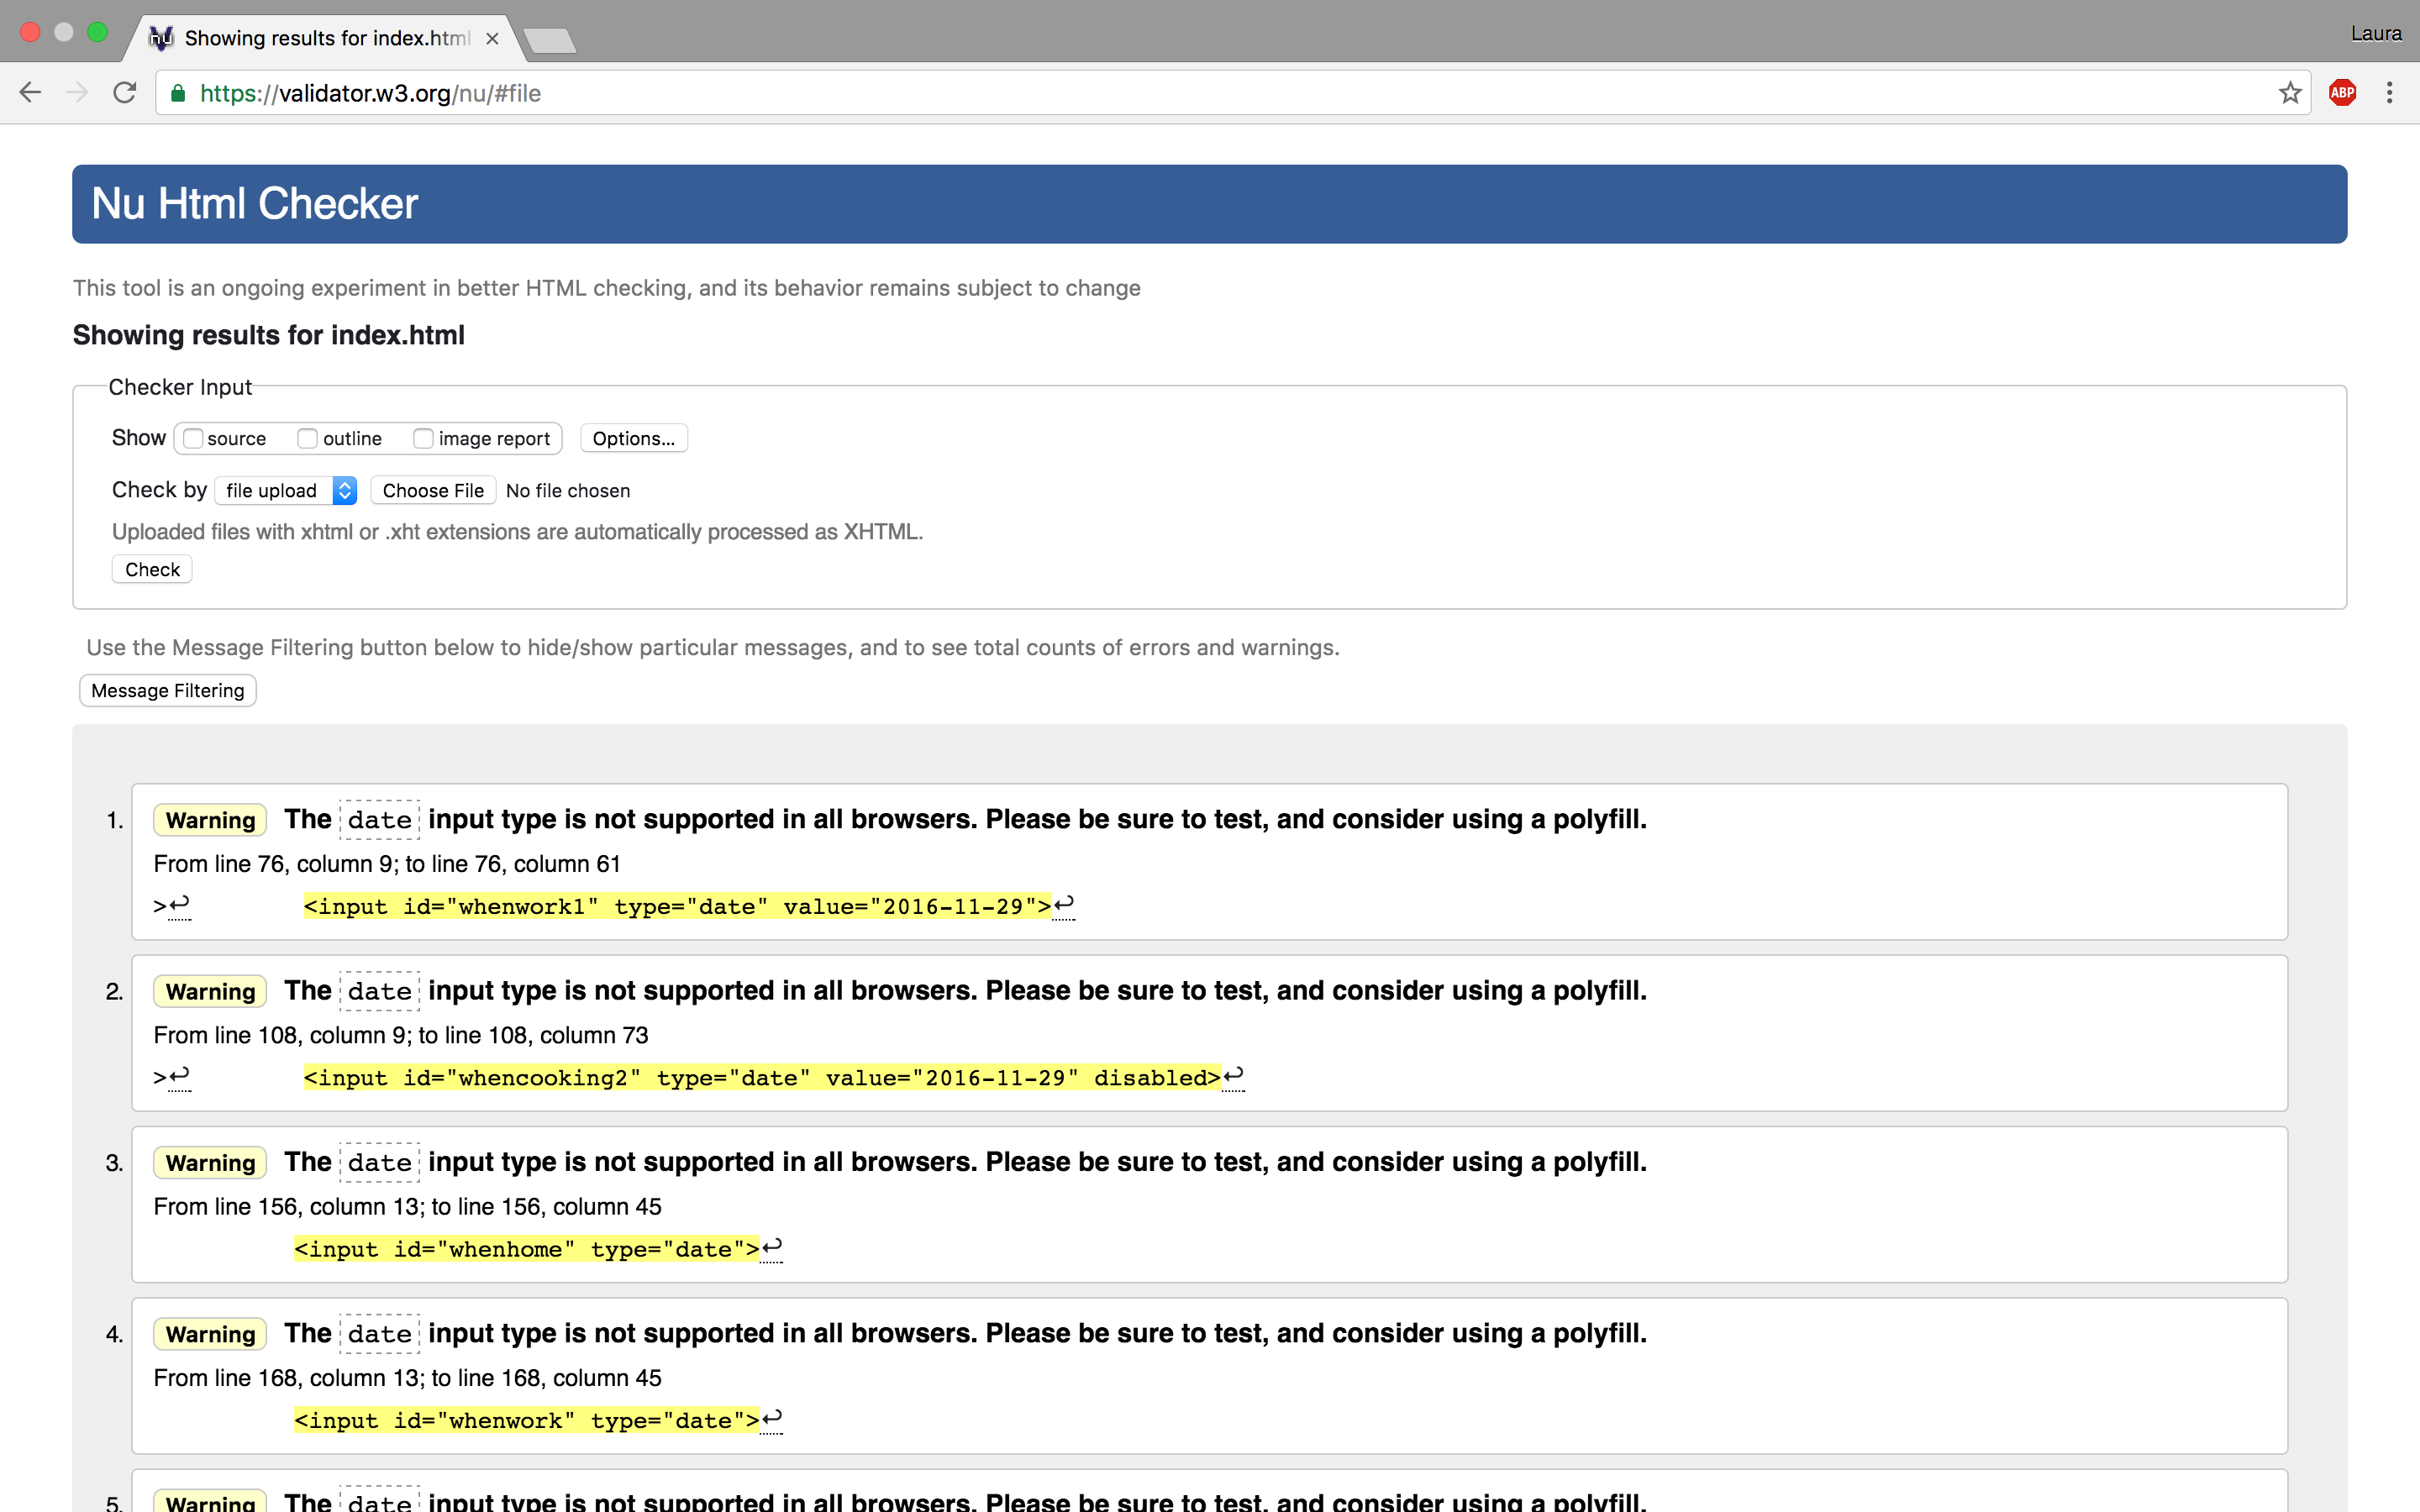 Showing results for index.html
Laura
https://validator.w3.org/nu/#file
ABP
Nu Html Checker
This tool is an ongoing experiment in better HTML checking, and its behavior remains subject to change
Showing results for index.html
Checker Input
Show source outline image report Options...
Check by file upload Choose File No file chosen
Uploaded files with xhtml or .xht extensions are automatically processed as XHTML.
Check
Use the Message Filtering button below to hide/show particular messages, and to see total counts of errors and warnings.
Message Filtering
1. Warning The date input type is not supported in all browsers. Please be sure to test, and consider using a polyfill.
From line 76, column 9; to line 76, column 61
>↩ <input id="whenwork1" type="date" value="2016-11-29">↩
2. Warning The date input type is not supported in all browsers. Please be sure to test, and consider using a polyfill.
From line 108, column 9; to line 108, column 73
>↩ <input id="whencooking2" type="date" value="2016-11-29" disabled>↩
3. Warning The date input type is not supported in all browsers. Please be sure to test, and consider using a polyfill.
From line 156, column 13; to line 156, column 45
<input id="whenhome" type="date">↩
4. Warning The date input type is not supported in all browsers. Please be sure to test, and consider using a polyfill.
From line 168, column 13; to line 168, column 45
<input id="whenwork" type="date">↩
5. Warning The date input type is not supported in all browsers. Please be sure to test, and consider using a polyfill.